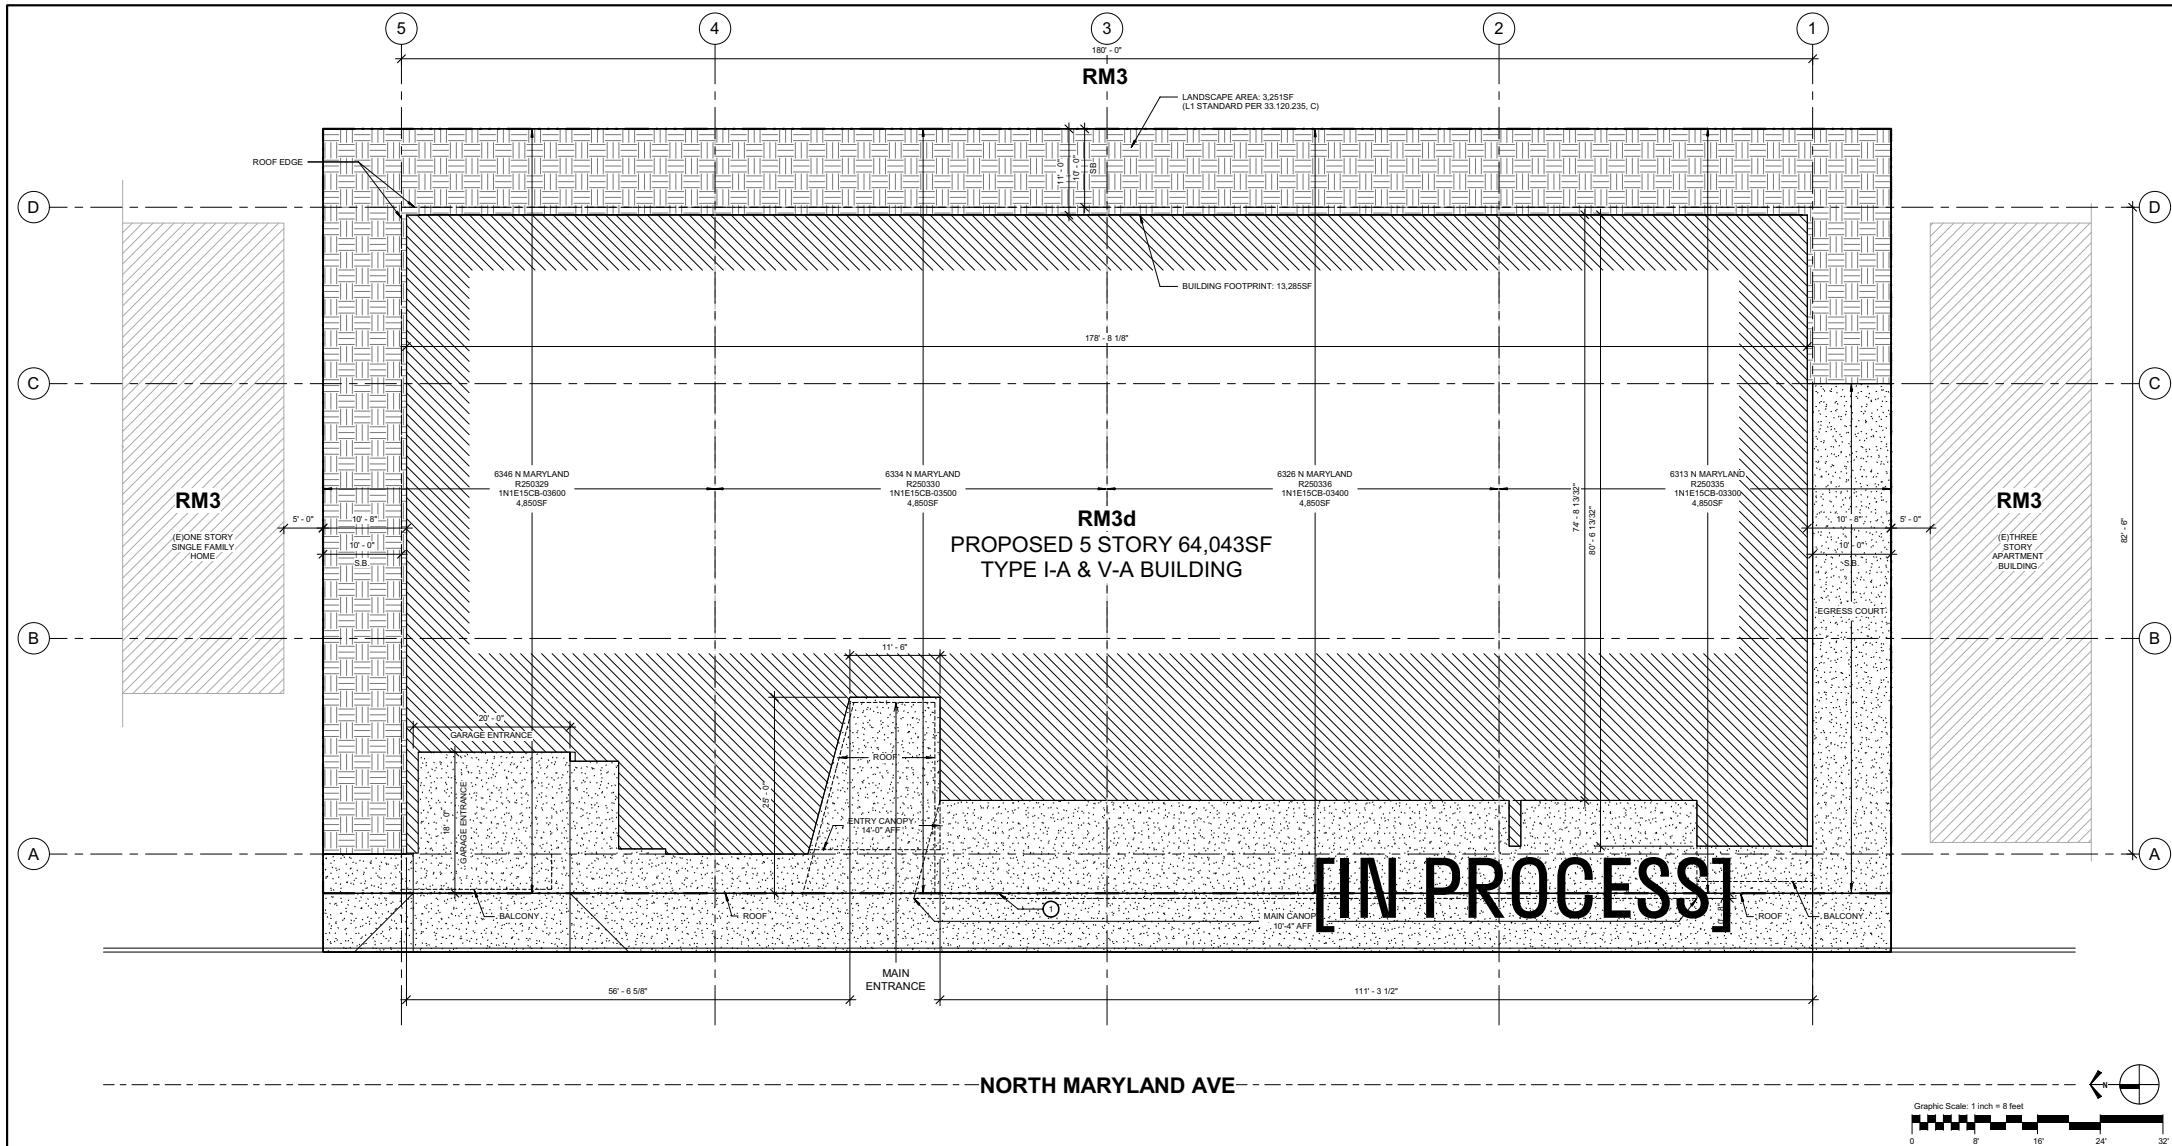 5
4
3
2
1
180' - 0"
RM3
LANDSCAPE AREA: 3,251SF
(L1 STANDARD PER 33.120.235, C)
ROOF EDGE
11' - 0"
10' - 0"
SB
D
D
BUILDING FOOTPRINT: 13,285SF
178' - 8 1/8"
C
C
6346 N MARYLAND
R250329
1N1E15CB-03600
4,850SF
6334 N MARYLAND
R250330
1N1E15CB-03500
4,850SF
6326 N MARYLAND
R250336
1N1E15CB-03400
4,850SF
6313 N MARYLAND
R250335
1N1E15CB-03300
4,850SF
RM3
(E)ONE STORY
SINGLE FAMILY
HOME
5' - 0"
10' - 8"
10' - 0"
S.B.
RM3d
PROPOSED 5 STORY 64,043SF
TYPE I-A & V-A BUILDING
74' - 8 13/32"
80' - 6 13/32"
10' - 8"
5' - 0"
10' - 0"
S.B.
RM3
(E)THREE
STORY
APARTMENT
BUILDING
82' - 6"
EGRESS COURT
B
B
11' - 6"
20' - 0"
GARAGE ENTRANCE
18' - 0"
GARAGE ENTRANCE
25' - 0"
ROOF
ENTRY CANOPY
14'-0" AFF
A
A
[IN PROCESS]
BALCONY
ROOF
1
MAIN CANOPY
10'-4" AFF
ROOF
BALCONY
MAIN
ENTRANCE
56' - 6 5/8"
111' - 3 1/2"
NORTH MARYLAND AVE
N
Graphic Scale: 1 inch = 8 feet
0 8' 16' 24' 32'